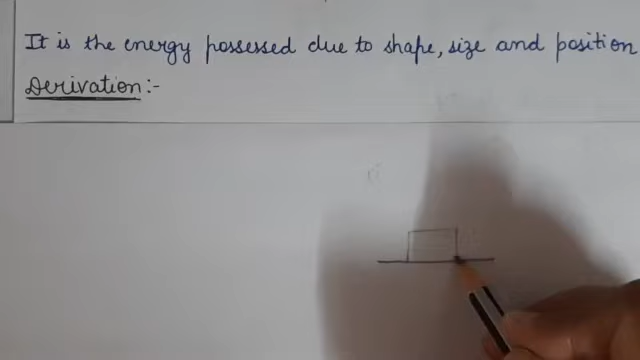 It is the energy possessed due to shape, size and position
Derivation:-